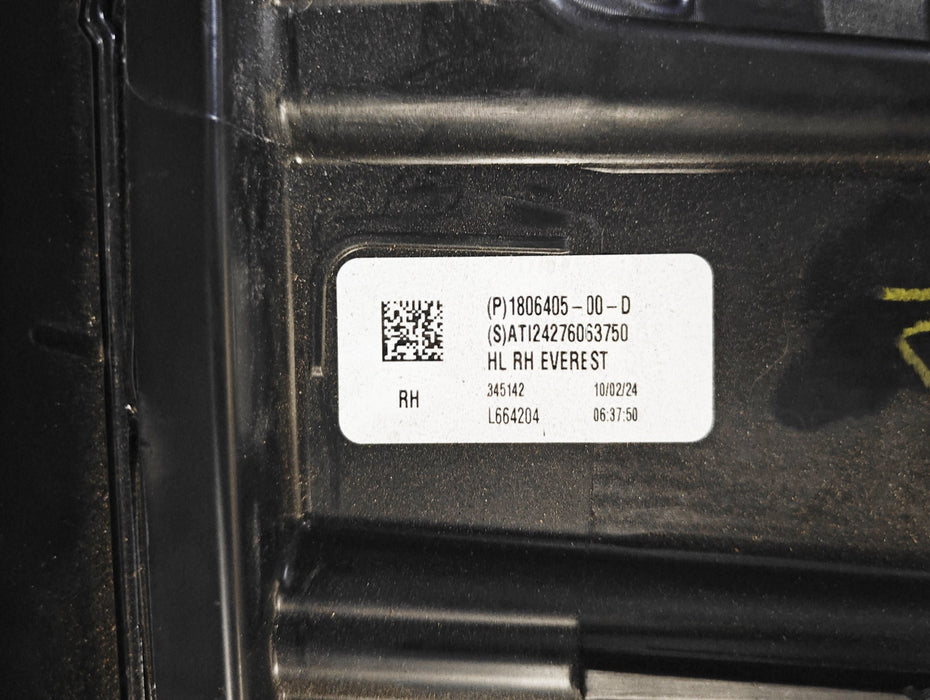 (P)1806405-00-D
(S)ATI24276063750
HL RH EVEREST
345142 10/02/24
RH
L664204 06:37:50